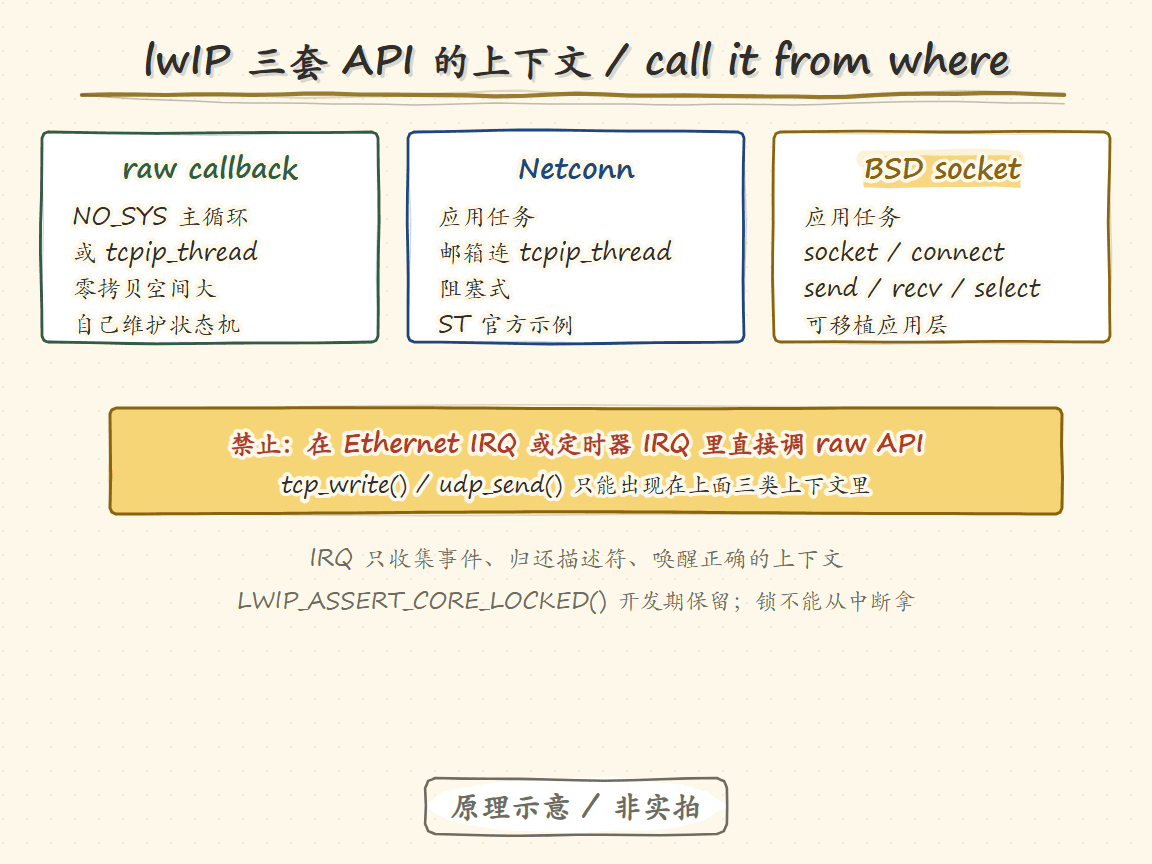 lwIP 三套 API 的上下文 / call it from where
raw callback
NO_SYS 主循环
或 tcpip_thread
零拷贝空间大
自己维护状态机
Netconn
应用任务
邮箱连 tcpip_thread
阻塞式
ST 官方示例
BSD socket
应用任务
socket / connect
send / recv / select
可移植应用层
禁止：在 Ethernet IRQ 或定时器 IRQ 里直接调 raw API
tcp_write() / udp_send() 只能出现在上面三类上下文里
IRQ 只收集事件、归还描述符、唤醒正确的上下文
LWIP_ASSERT_CORE_LOCKED() 开发期保留；锁不能从中断拿
原理示意 / 非实拍